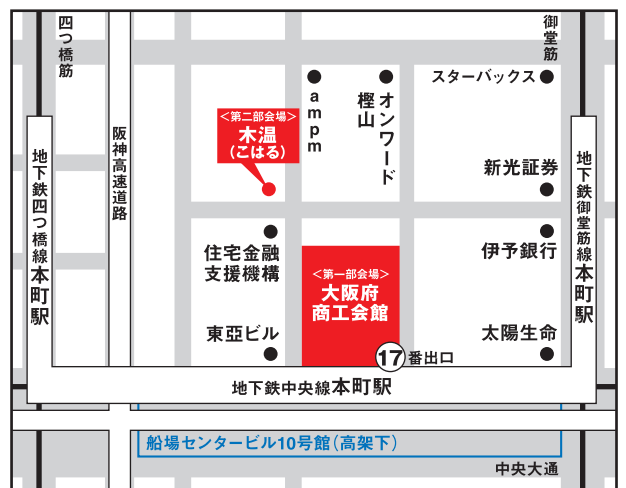 四つ橋筋
御堂筋
スターバックス
ampm
オンワード
樫山
<第二部会場>
木温
(こはる)
阪神高速道路
新光証券
地下鉄四つ橋線本町駅
地下鉄御堂筋線本町駅
住宅金融
支援機構
伊予銀行
<第一部会場>
大阪府
商工会館
東亞ビル
太陽生命
17番出口
地下鉄中央線本町駅
船場センタービル10号館(高架下)
中央大通